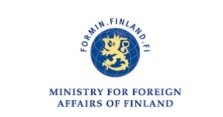 FORMIN.FINLAND.FI
MINISTRY FOR FOREIGN
AFFAIRS OF FINLAND